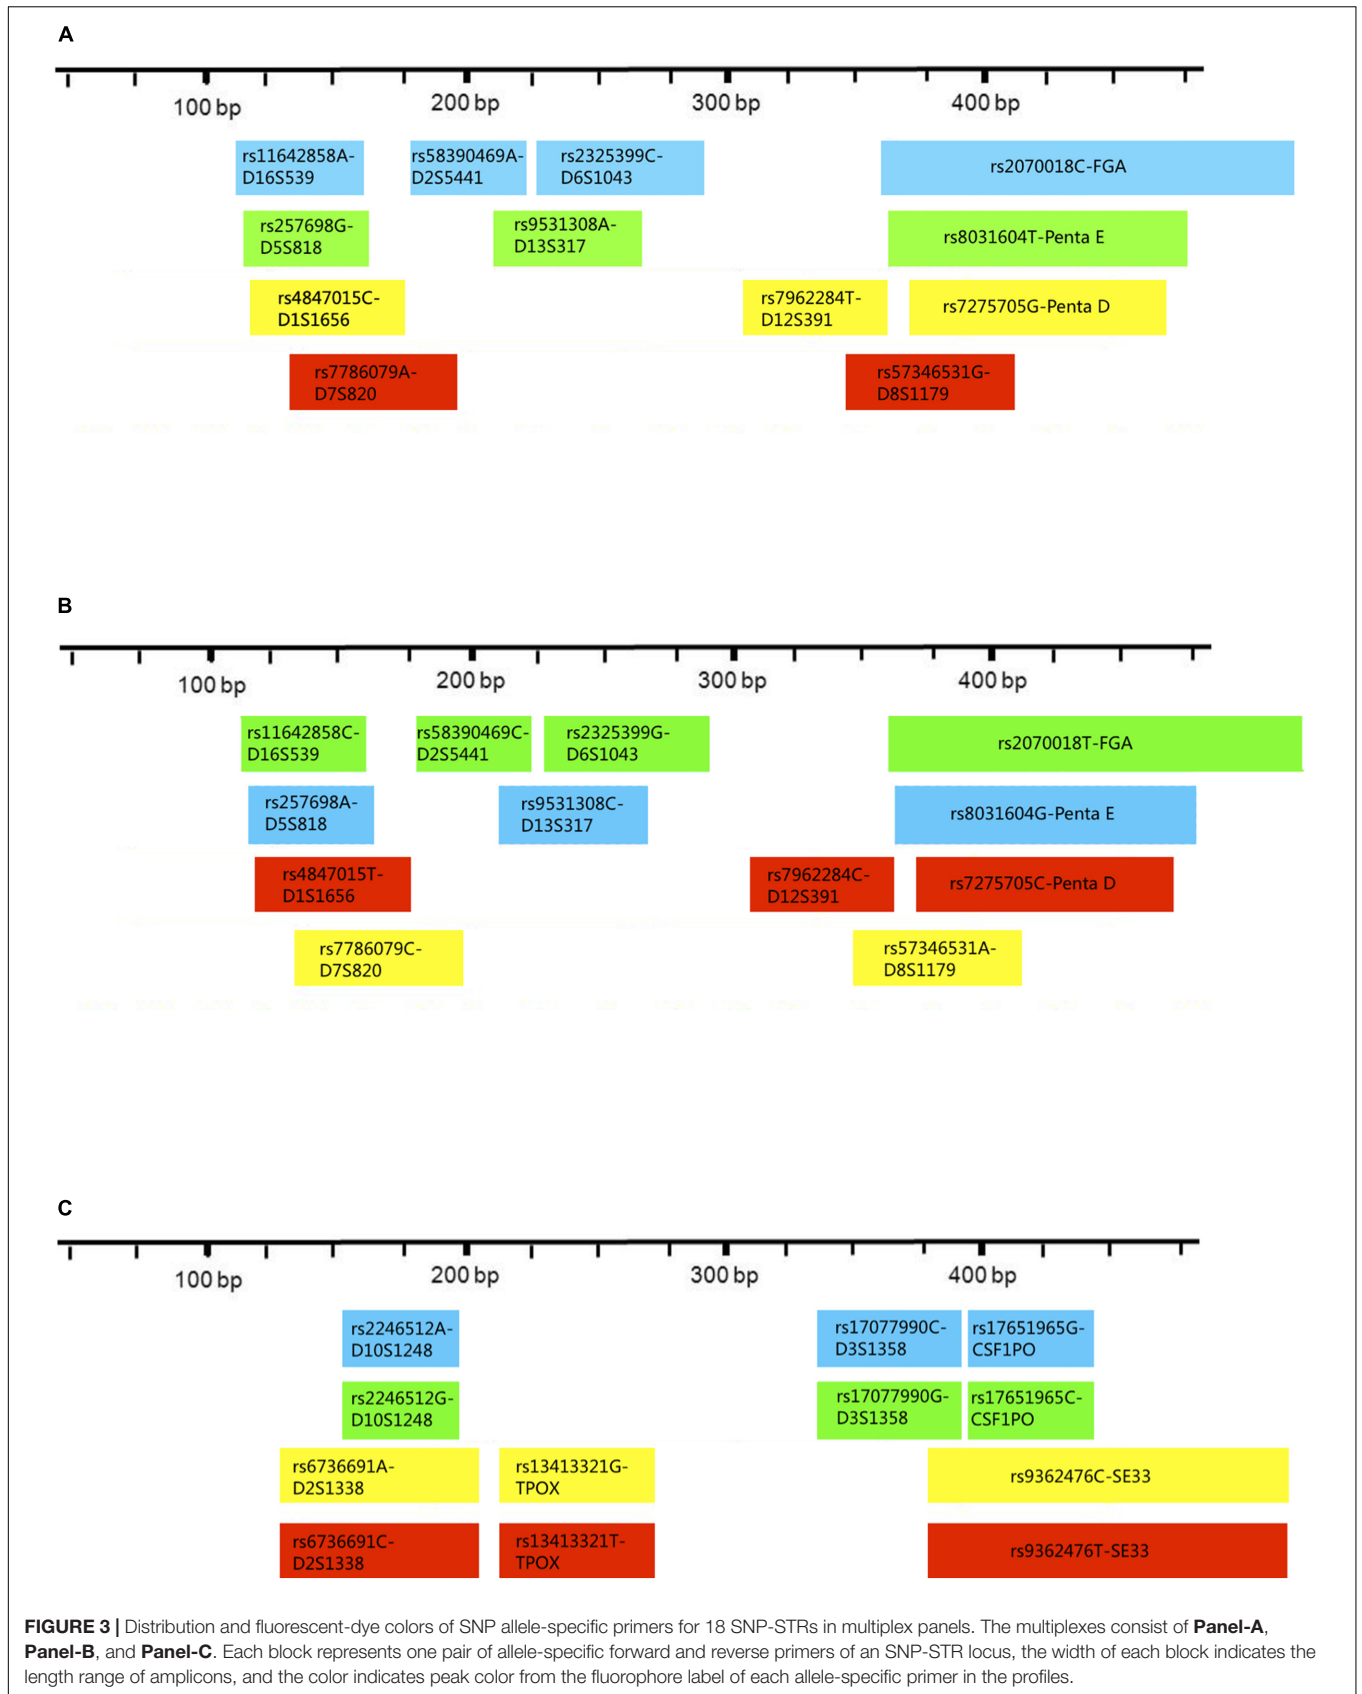 A
100 bp
200 bp
300 bp
400 bp
rs11642858A-
D16S539
rs58390469A-
D2S5441
rs2325399C-
D6S1043
rs2070018C-FGA
rs257698G-
D5S818
rs9531308A-
D13S317
rs8031604T-Penta E
rs4847015C-
D1S1656
rs7962284T-
D12S391
rs7275705G-Penta D
rs7786079A-
D7S820
rs57346531G-
D8S1179
B
100 bp
200 bp
300 bp
400 bp
rs11642858C-
D16S539
rs58390469C-
D2S5441
rs2325399G-
D6S1043
rs2070018T-FGA
rs257698A-
D5S818
rs9531308C-
D13S317
rs8031604G-Penta E
rs4847015T-
D1S1656
rs7962284C-
D12S391
rs7275705C-Penta D
rs7786079C-
D7S820
rs57346531A-
D8S1179
C
100 bp
200 bp
300 bp
400 bp
rs2246512A-
D10S1248
rs17077990C-
D3S1358
rs17651965G-
CSF1PO
rs2246512G-
D10S1248
rs17077990G-
D3S1358
rs17651965C-
CSF1PO
rs6736691A-
D2S1338
rs13413321G-
TPOX
rs9362476C-SE33
rs6736691C-
D2S1338
rs13413321T-
TPOX
rs9362476T-SE33
FIGURE 3 | Distribution and fluorescent-dye colors of SNP allele-specific primers for 18 SNP-STRs in multiplex panels. The multiplexes consist of Panel-A,
Panel-B, and Panel-C. Each block represents one pair of allele-specific forward and reverse primers of an SNP-STR locus, the width of each block indicates the
length range of amplicons, and the color indicates peak color from the fluorophore label of each allele-specific primer in the profiles.